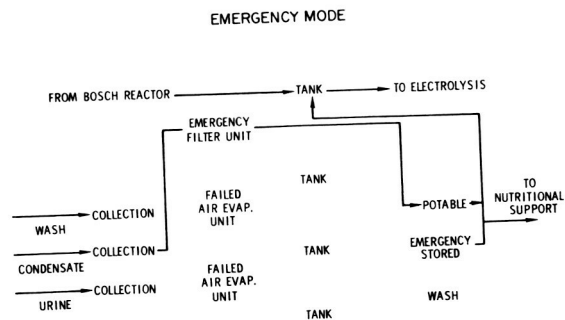 EMERGENCY MODE
FROM BOSCH REACTOR
TANK
TO ELECTROLYSIS
EMERGENCY
FILTER UNIT
TANK
TO
NUTRITIONAL
SUPPORT
FAILED
AIR EVAP.
UNIT
POTABLE
COLLECTION
WASH
EMERGENCY
STORED
TANK
COLLECTION
CONDENSATE
FAILED
AIR EVAP.
UNIT
WASH
COLLECTION
URINE
TANK